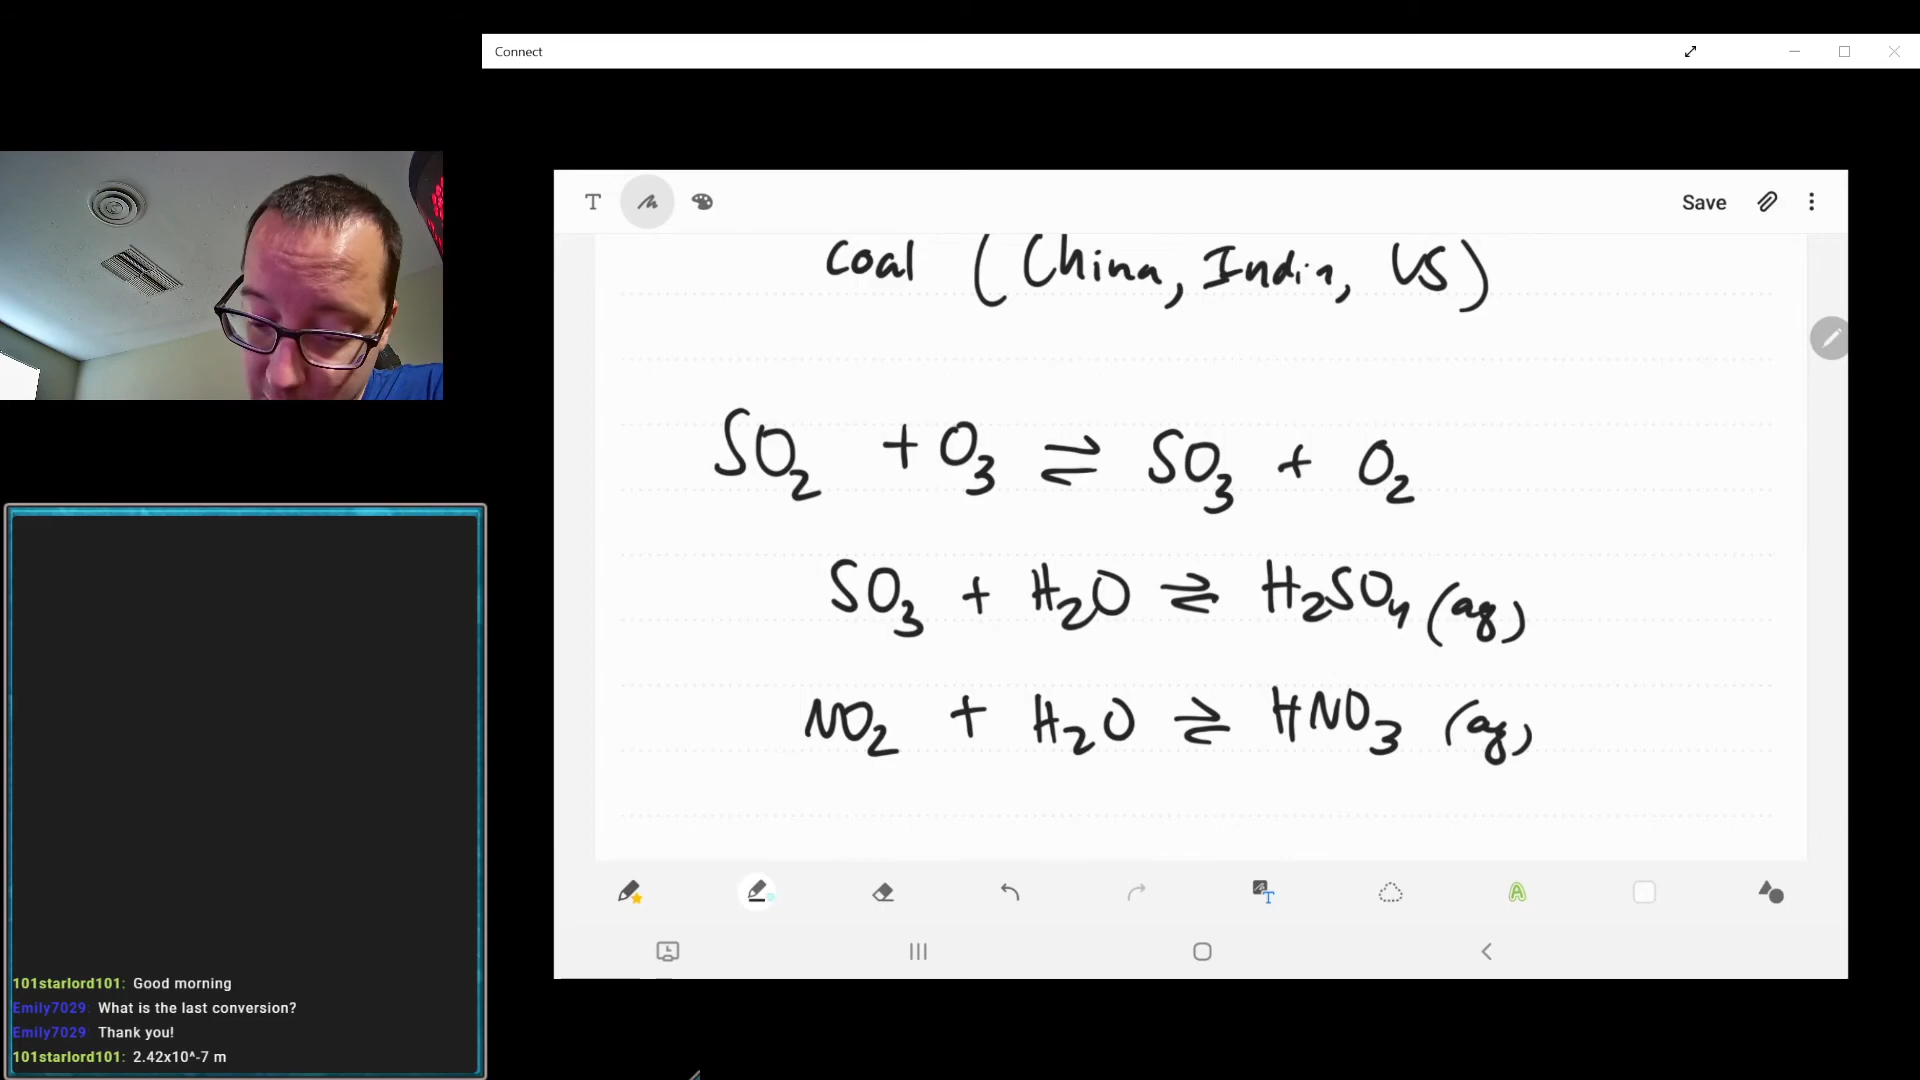 Connect
T
Save
Coal (China, India, US)
SO₂ + O₃ ⇌ SO₃ + O₂
SO₃ + H₂O ⇌ H₂SO₄ (aq)
NO₂ + H₂O ⇌ HNO₃ (aq)
T
A
101starlord101: Good morning
Emily7029: What is the last conversion?
Emily7029: Thank you!
101starlord101: 2.42x10^-7 m